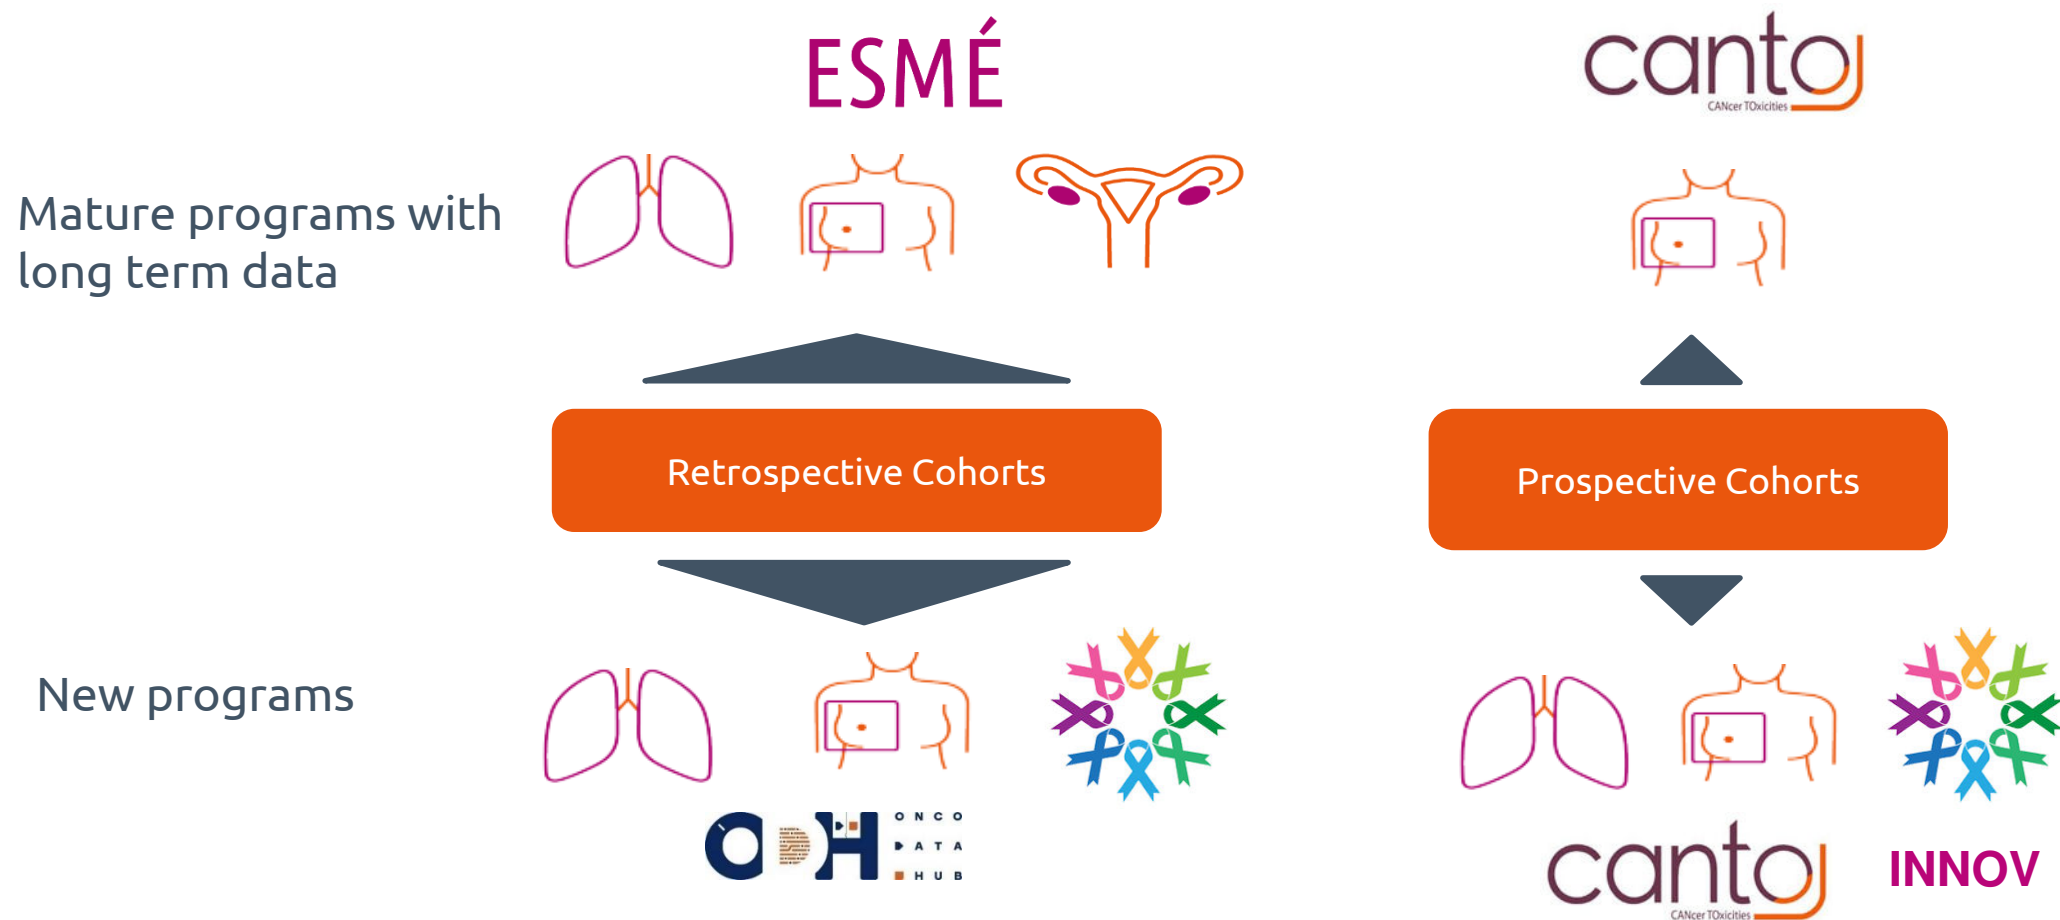 ESMÉ
canto
CANcer TOxicities
Mature programs with
long term data
Retrospective Cohorts
Prospective Cohorts
New programs
ODH
ONCO
DATA
HUB
canto
CANcer TOxicities
INNOV